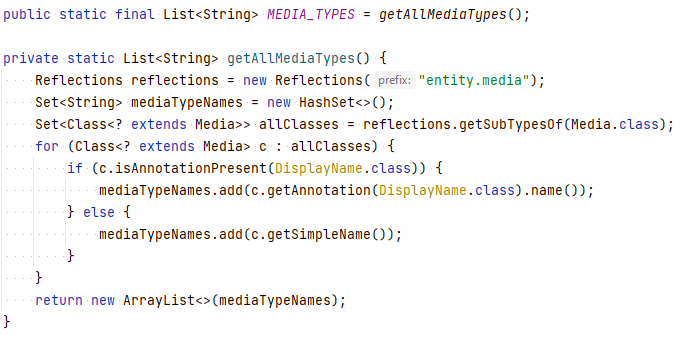 public static final List<String> MEDIA_TYPES = getAllMediaTypes();
private static List<String> getAllMediaTypes() {
    Reflections reflections = new Reflections( prefix: "entity.media");
    Set<String> mediaTypeNames = new HashSet<>();
    Set<Class<? extends Media>> allClasses = reflections.getSubTypesOf(Media.class);
    for (Class<? extends Media> c : allClasses) {
        if (c.isAnnotationPresent(DisplayName.class)) {
            mediaTypeNames.add(c.getAnnotation(DisplayName.class).name());
        } else {
            mediaTypeNames.add(c.getSimpleName());
        }
    }
    return new ArrayList<>(mediaTypeNames);
}